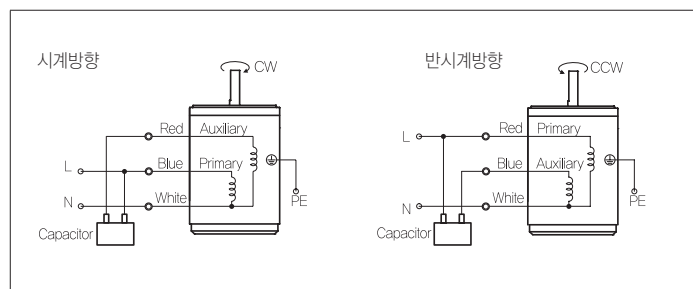 시계방향
CW
Red Auxiliary
L Blue Primary
N White
PE
Capacitor
반시계방향
CCW
L Red Primary
Blue Auxiliary
N White
PE
Capacitor